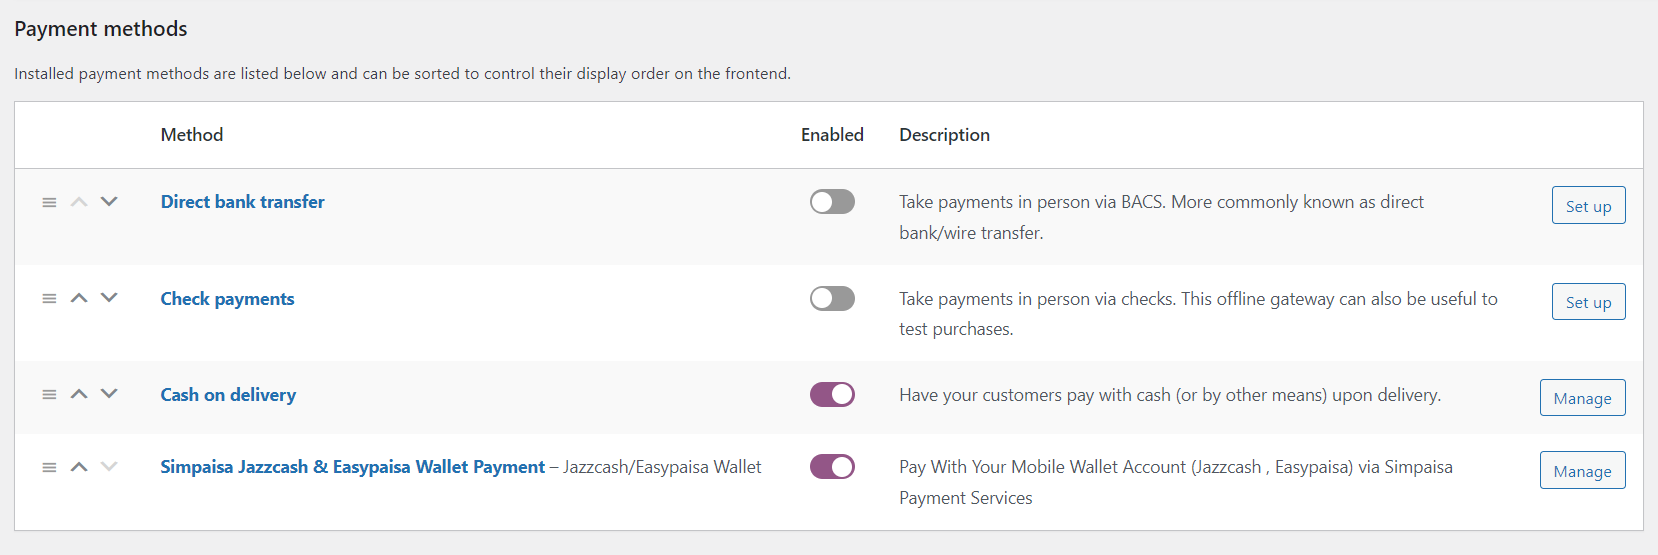 Payment methods
Installed payment methods are listed below and can be sorted to control their display order on the frontend.
Method Enabled Description
Direct bank transfer Take payments in person via BACS. More commonly known as direct Set up
bank/wire transfer.
Check payments Take payments in person via checks. This offline gateway can also be useful to Set up
test purchases.
Cash on delivery Have your customers pay with cash (or by other means) upon delivery. Manage
Simpaisa Jazzcash & Easypaisa Wallet Payment – Jazzcash/Easypaisa Wallet Pay With Your Mobile Wallet Account (Jazzcash , Easypaisa) via Simpaisa Manage
Payment Services